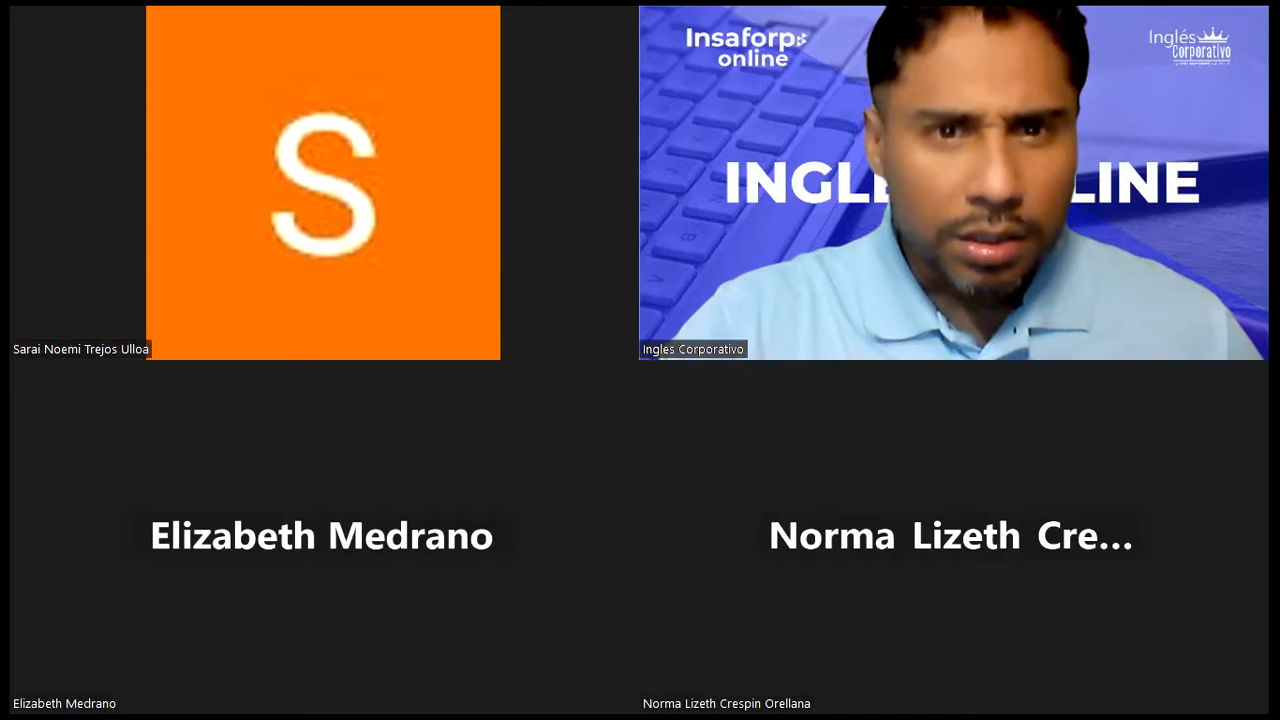 S
Sarai Noemi Trejos Ulloa
Insaforp
online
Inglés
Corporativo
INGL LINE
Ingles Corporativo
Elizabeth Medrano
Norma Lizeth Cre...
Elizabeth Medrano
Norma Lizeth Crespin Orellana